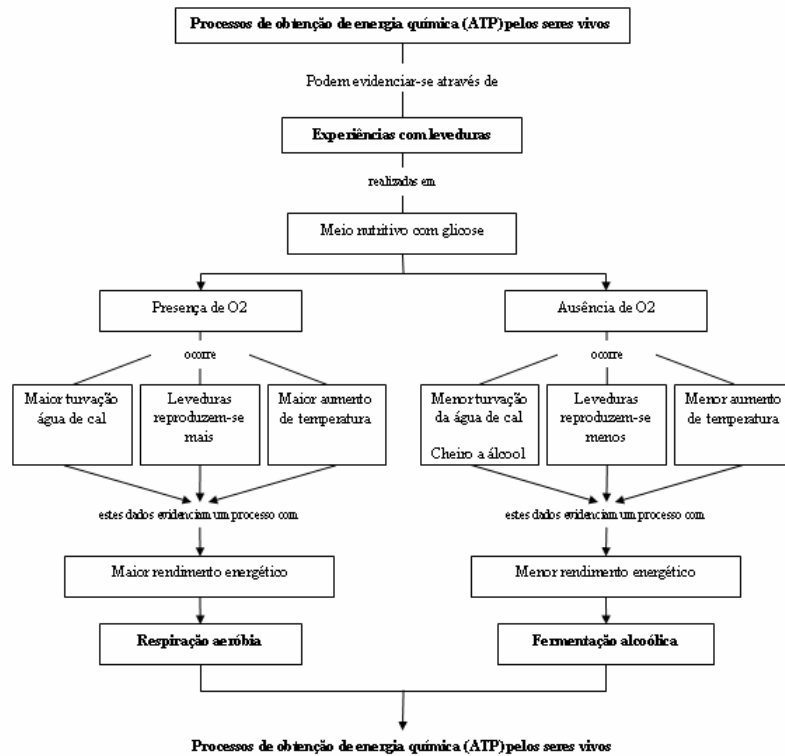 Processos de obtenção de energia química (ATP) pelos seres vivos
Podem evidenciar-se através de
Experiências com leveduras
realizadas em
Meio nutritivo com glicose
Presença de O2
Ausência de O2
ocorre
ocorre
Maior turvação
água de cal
Leveduras
reproduzem-se
mais
Maior aumento
de temperatura
Menor turvação
da água de cal
Cheiro a álcool
Leveduras
reproduzem-se
menos
Menor aumento
de temperatura
estes dados evidenciam um processo com
estes dados evidenciam um processo com
Maior rendimento energético
Menor rendimento energético
Respiração aeróbia
Fermentação alcoólica
Processos de obtenção de energia química (ATP) pelos seres vivos